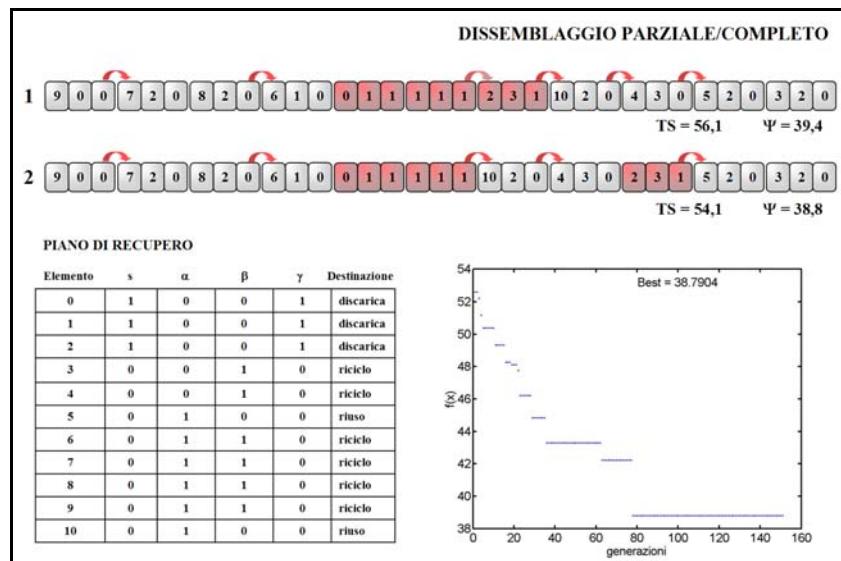 DISSEMBLAGGIO PARZIALE/COMPLETO
1 9 0 0 7 2 0 8 2 0 6 1 0 0 1 1 1 1 1 2 3 1 10 2 0 4 3 0 5 2 0 3 2 0
TS = 56,1 Ψ = 39,4
2 9 0 0 7 2 0 8 2 0 6 1 0 0 1 1 1 1 1 10 2 0 4 3 0 2 3 1 5 2 0 3 2 0
TS = 54,1 Ψ = 38,8
PIANO DI RECUPERO
Elemento s α β γ Destinazione
0 1 0 0 1 discarica
1 1 0 0 1 discarica
2 1 0 0 1 discarica
3 0 0 1 0 riciclo
4 0 0 1 0 riciclo
5 0 1 0 0 riuso
6 0 1 1 0 riciclo
7 0 1 1 0 riciclo
8 0 1 1 0 riciclo
9 0 1 1 0 riciclo
10 0 1 0 0 riuso
Best = 38.7904
54
52
50
48
46
44
42
40
38
f(x)
0 20 40 60 80 100 120 140 160
generazioni